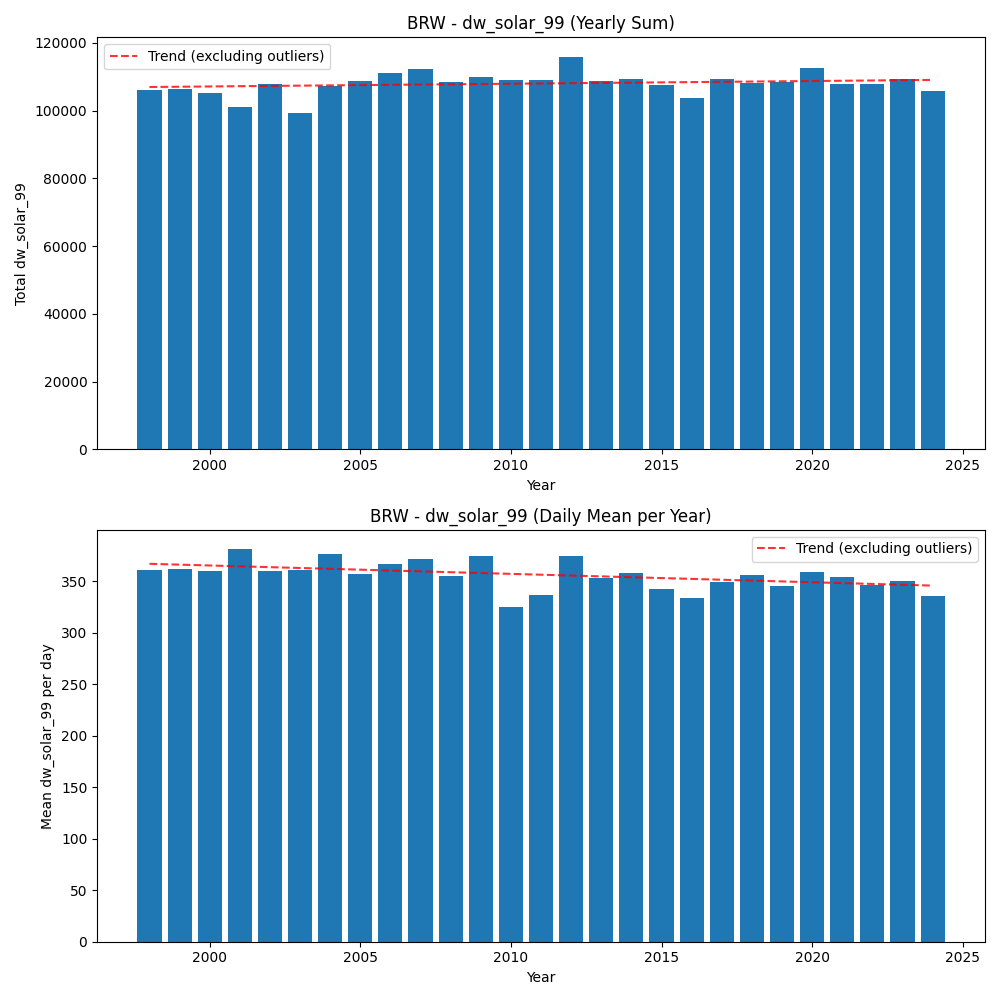 BRW - dw_solar_99 (Yearly Sum)
Trend (excluding outliers)
120000
100000
80000
60000
40000
20000
0
Total dw_solar_99
2000 2005 2010 2015 2020 2025
Year
BRW - dw_solar_99 (Daily Mean per Year)
Trend (excluding outliers)
350
300
250
200
150
100
50
0
Mean dw_solar_99 per day
2000 2005 2010 2015 2020 2025
Year